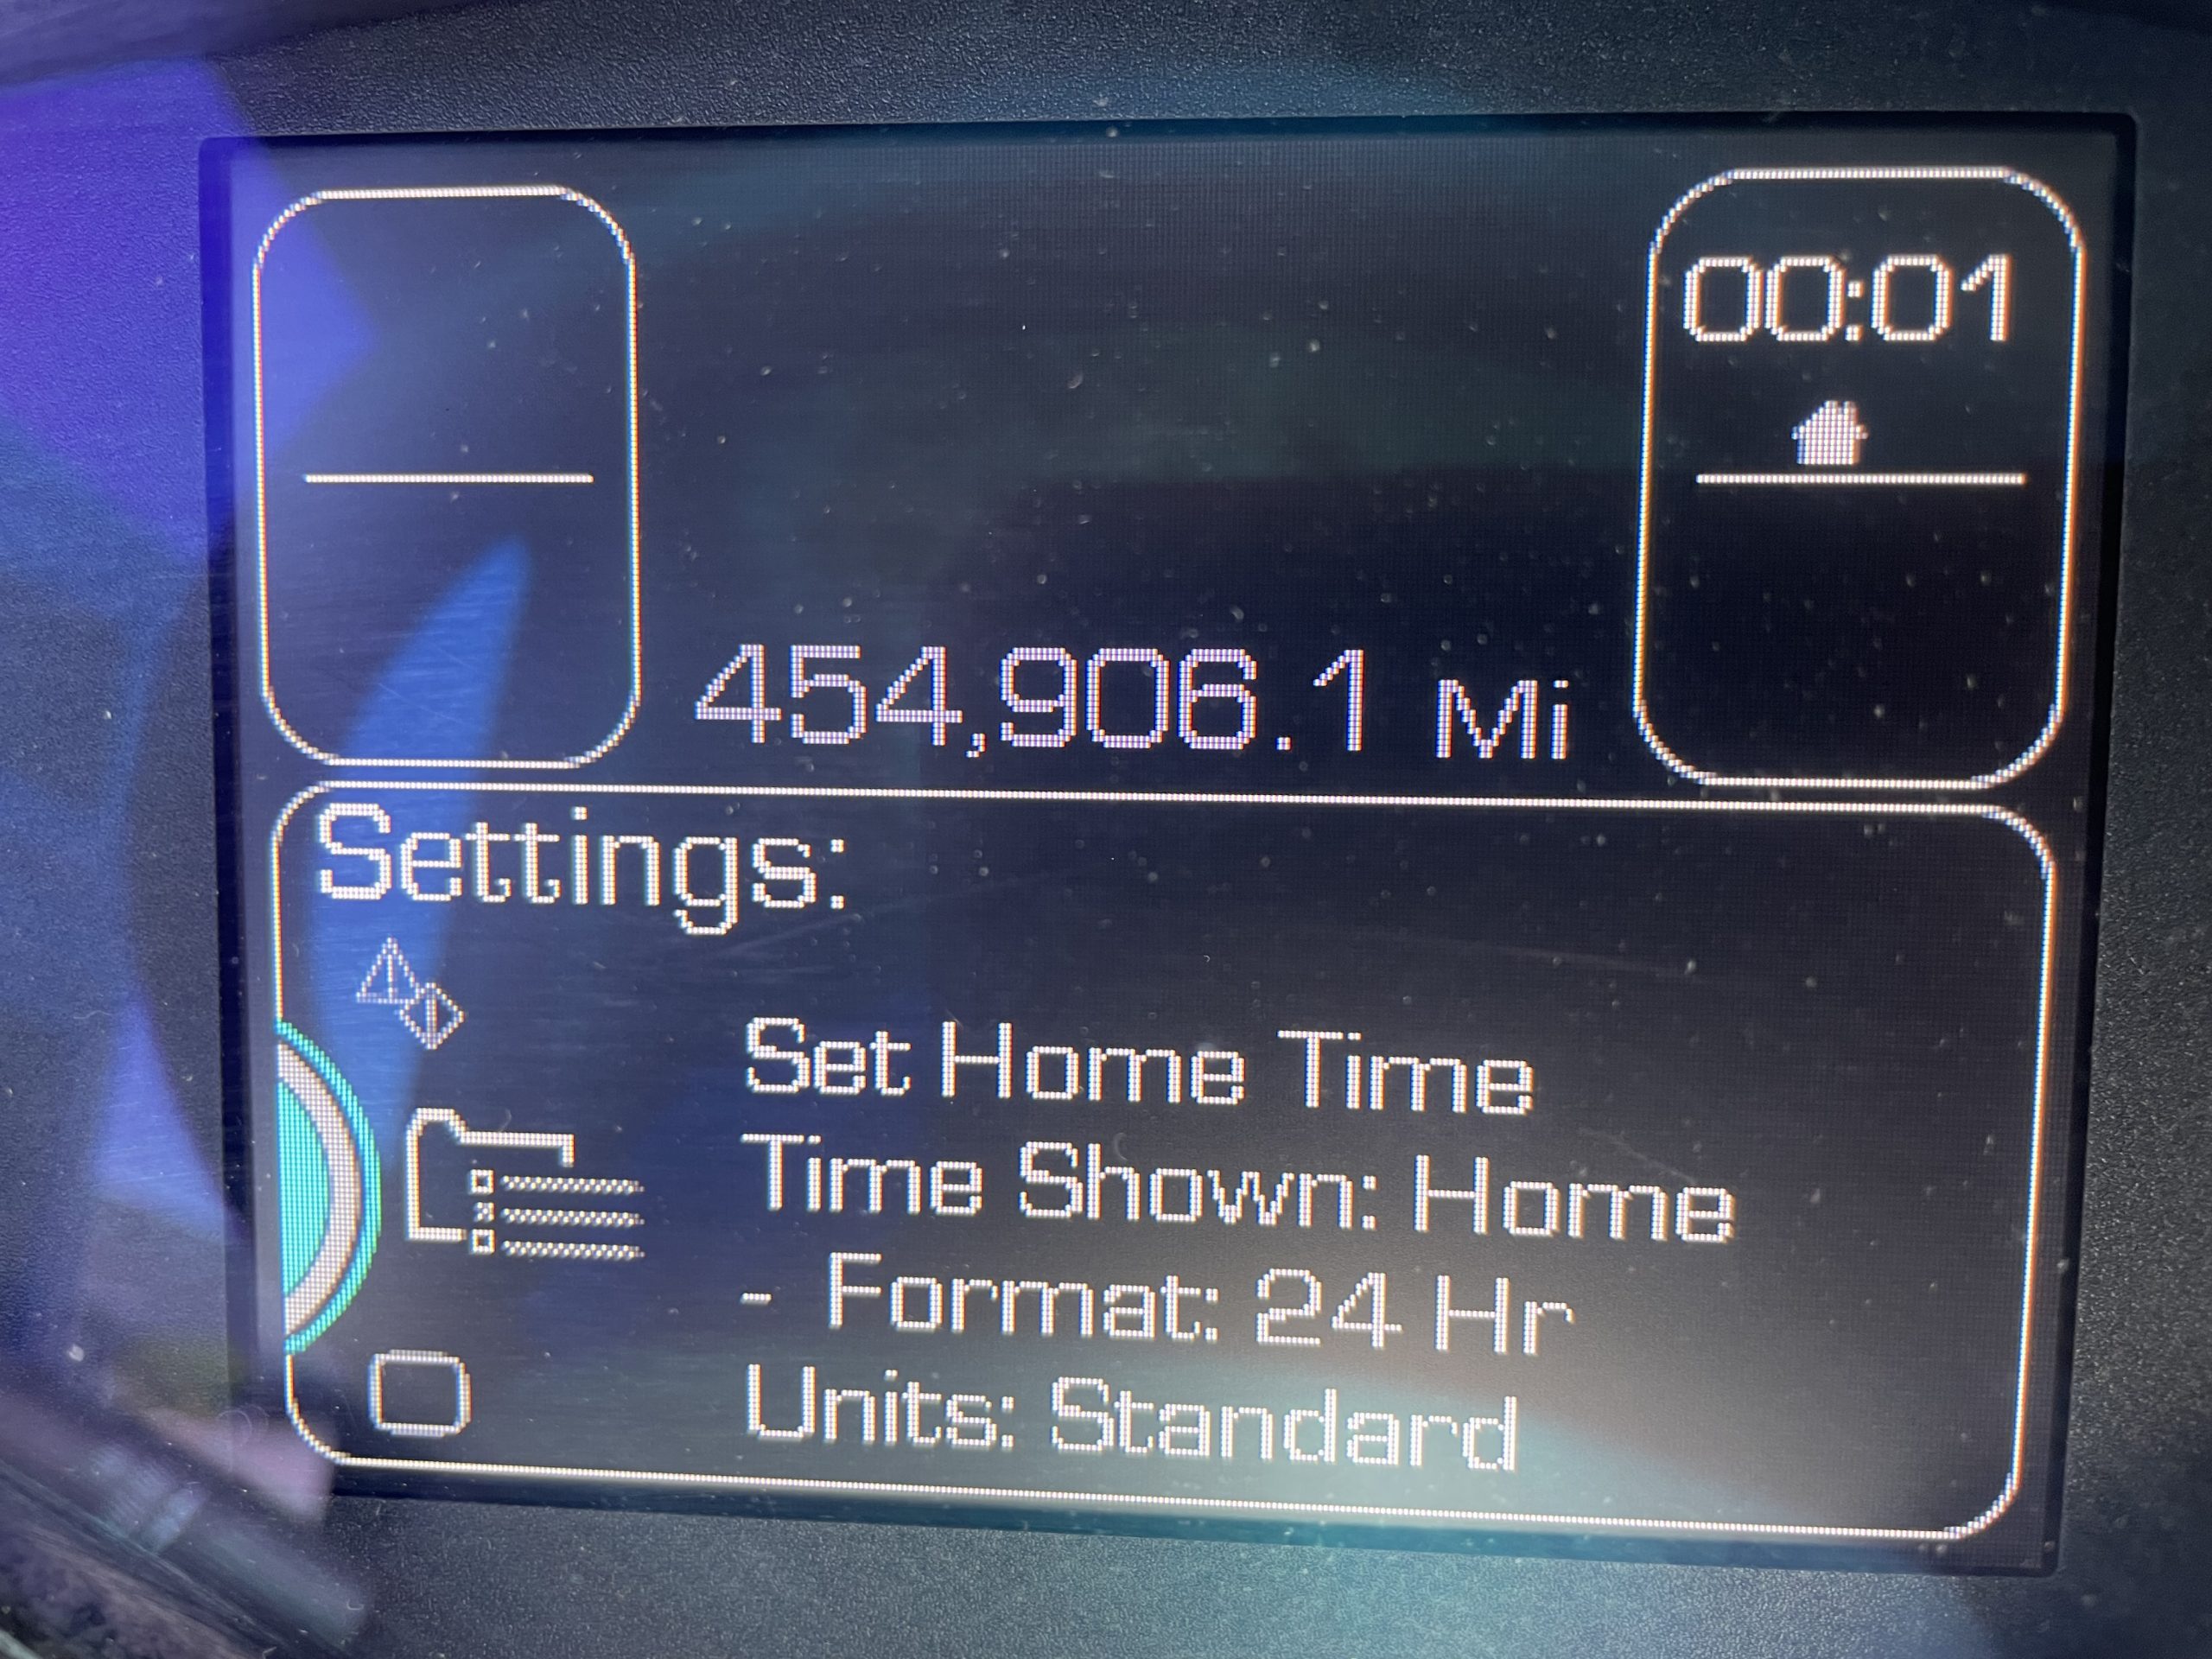 00:01
454,906.1 Mi
Settings:
Set Home Time
Time Shown: Home
- Format: 24 Hr
Units: Standard